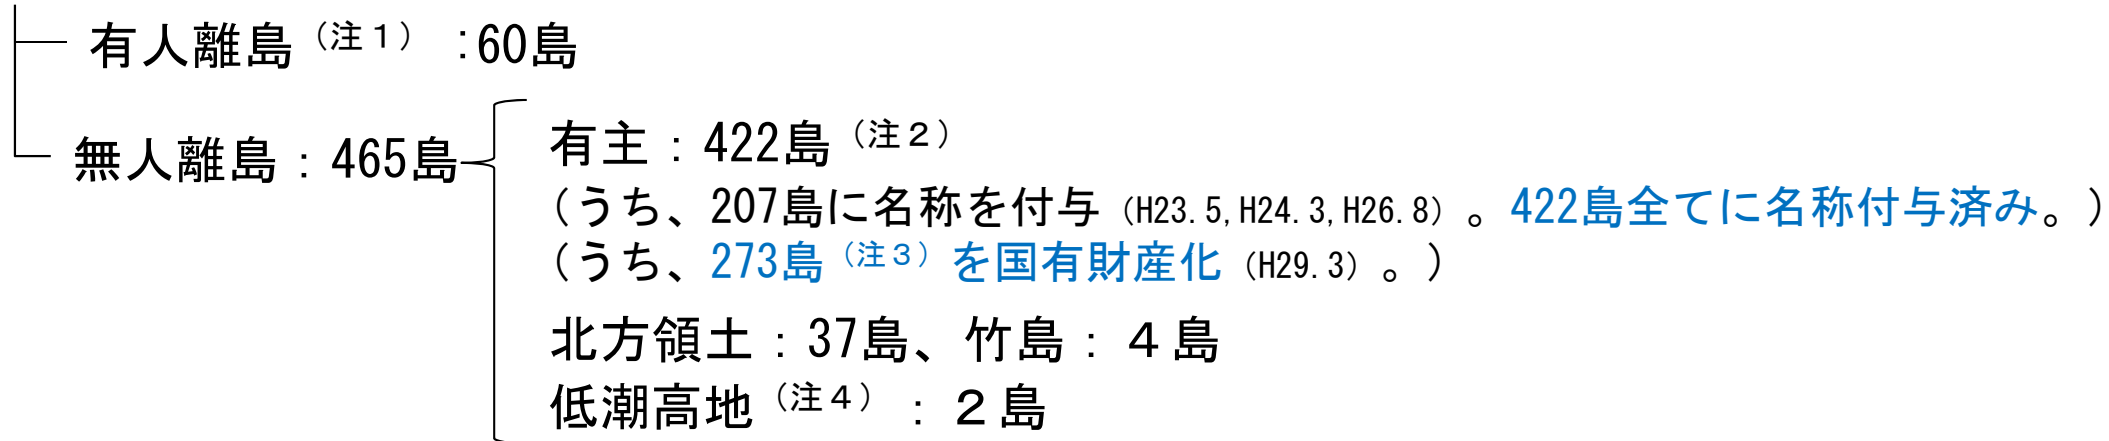 有人離島（注１）：60島
無人離島：465島
有主：422島（注２）
（うち、207島に名称を付与（H23.5,H24.3,H26.8）。422島全てに名称付与済み。）
（うち、273島（注３）を国有財産化（H29.3）。）
北方領土：37島、竹島：４島
低潮高地（注４）：２島